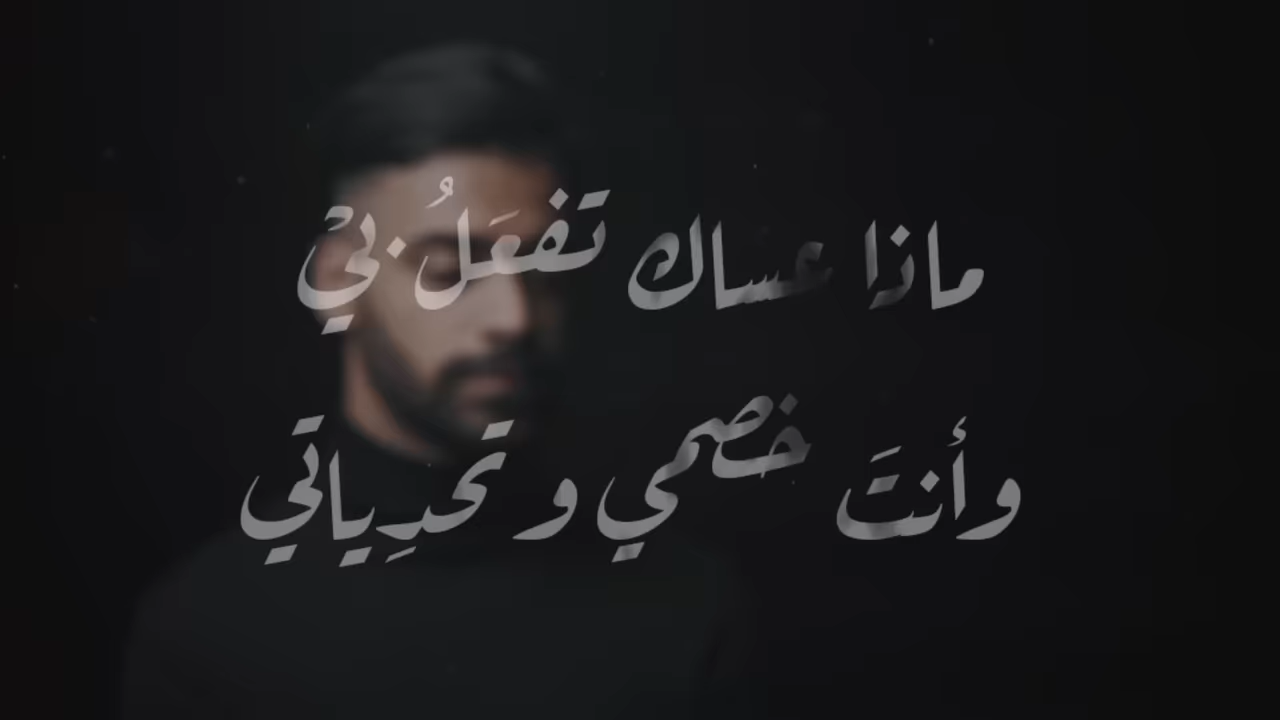 ماذا عساك تفعَلُ بيْ
وأنتَ خصمي و تحدِياتي